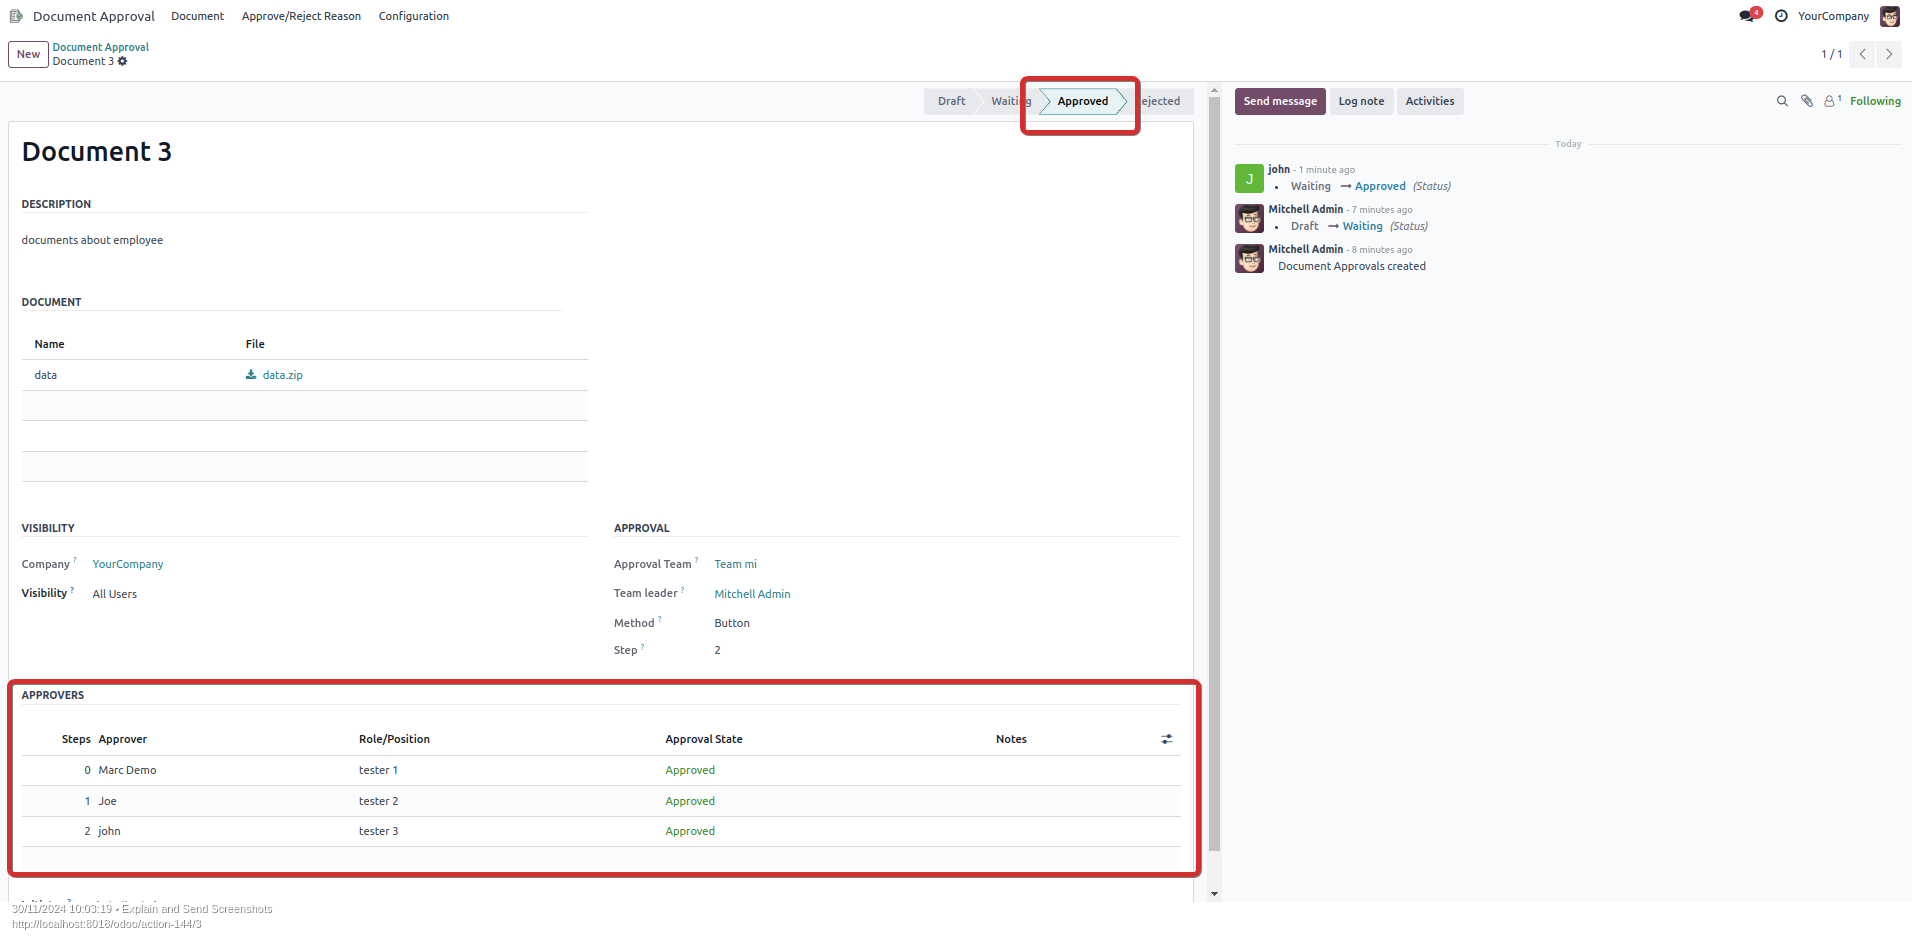 Document Approval Document Approve/Reject Reason Configuration 4 YourCompany
New Document Approval
Document 3
1 / 1
Draft Waiting Approved ejected
Document 3
DESCRIPTION
documents about employee
DOCUMENT
Name File
data data.zip
VISIBILITY
Company ? YourCompany
Visibility ? All Users
APPROVAL
Approval Team ? Team mi
Team leader ? Mitchell Admin
Method ? Button
Step ? 2
APPROVERS
Steps Approver Role/Position Approval State Notes
0 Marc Demo tester 1 Approved
1 Joe tester 2 Approved
2 john tester 3 Approved
Send message Log note Activities 1 Following
Today
J
john - 1 minute ago
• Waiting → Approved (Status)
Mitchell Admin - 7 minutes ago
• Draft → Waiting (Status)
Mitchell Admin - 8 minutes ago
Document Approvals created
30/11/2024 10:03:19 • Explain and Send Screenshots
http://localhost:8018/odoo/action-144/3